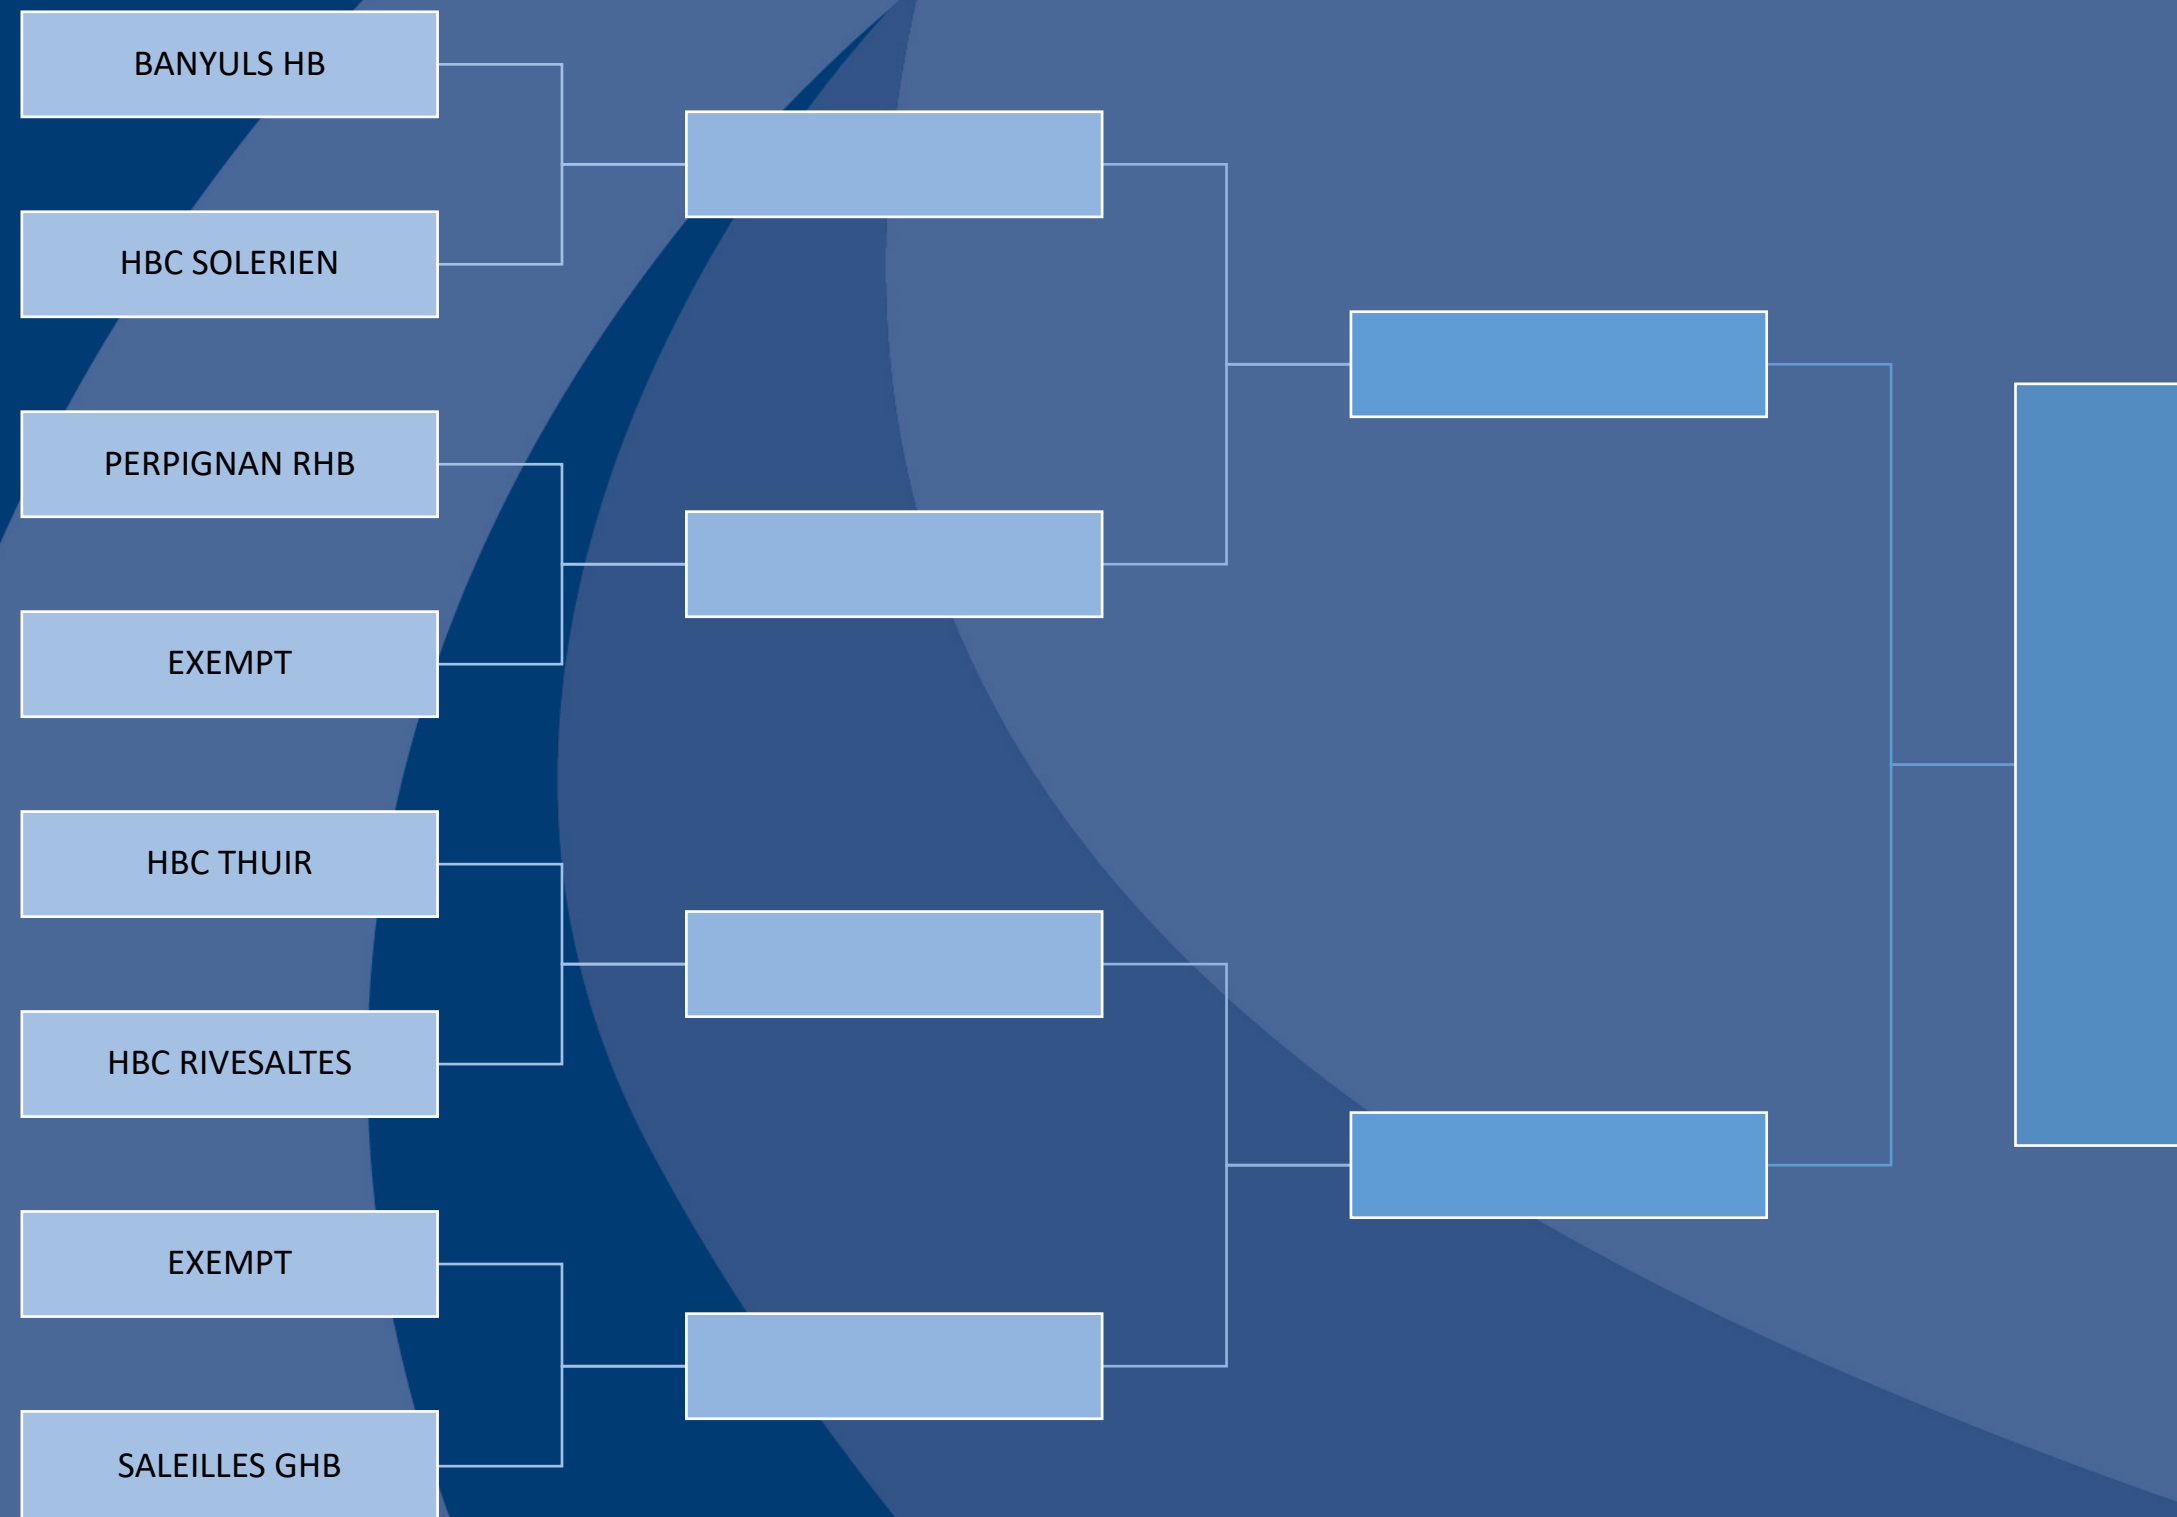 BANYULS HB
HBC SOLERIEN
PERPIGNAN RHB
EXEMPT
HBC THUIR
HBC RIVESALTES
EXEMPT
SALEILLES GHB